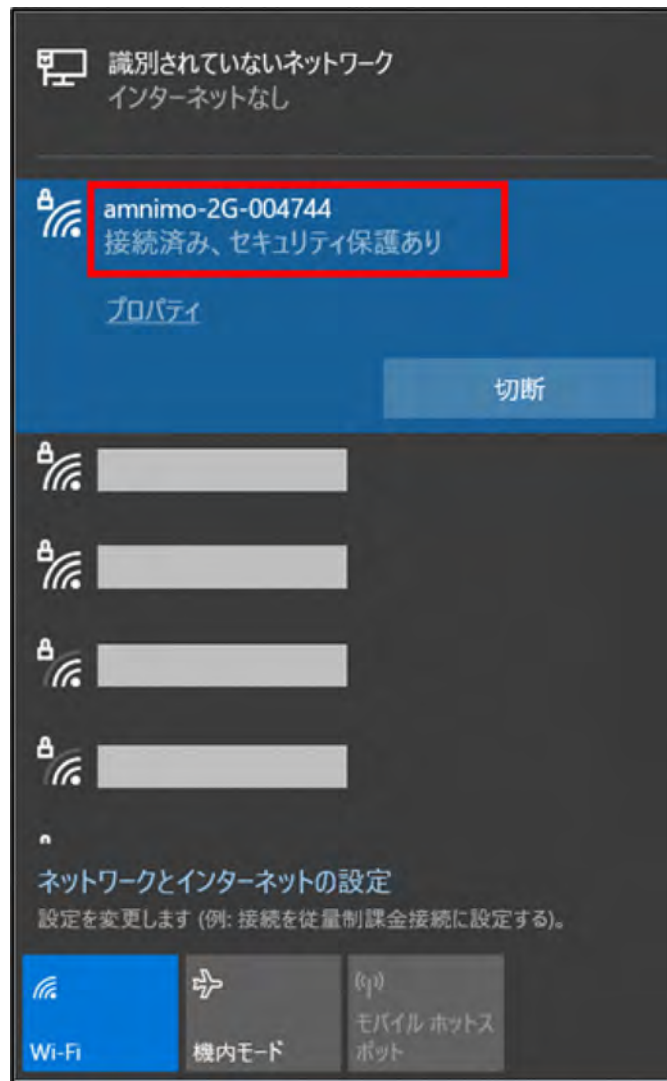 識別されていないネットワーク
インターネットなし
amnimo-2G-004744
接続済み、セキュリティ保護あり
プロパティ
切断
ネットワークとインターネットの設定
設定を変更します (例: 接続を従量制課金接続に設定する)。
Wi-Fi
機内モード
モバイル ホットス
ポット